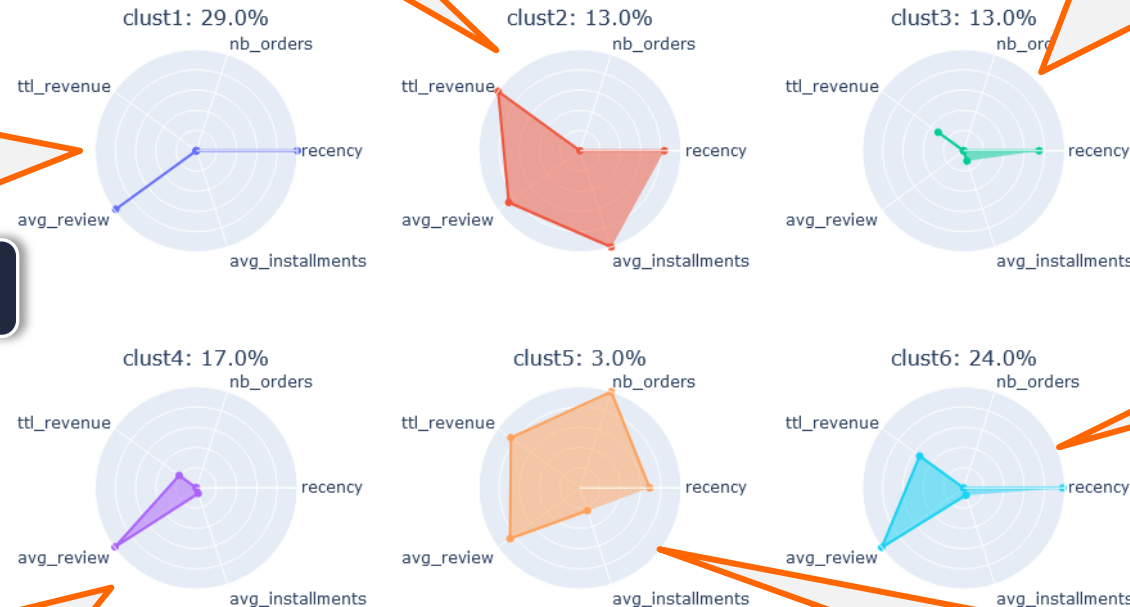 clust1: 29.0%
nb_orders
ttl_revenue
recency
avg_review
avg_installments
clust2: 13.0%
nb_orders
ttl_revenue
recency
avg_review
avg_installments
clust3: 13.0%
nb_ord
ttl_revenue
recency
avg_review
avg_installments
clust4: 17.0%
nb_orders
ttl_revenue
recency
avg_review
avg_installments
clust5: 3.0%
nb_orders
ttl_revenue
recency
avg_review
avg_installments
clust6: 24.0%
nb_orders
ttl_revenue
recency
avg_review
avg_installments